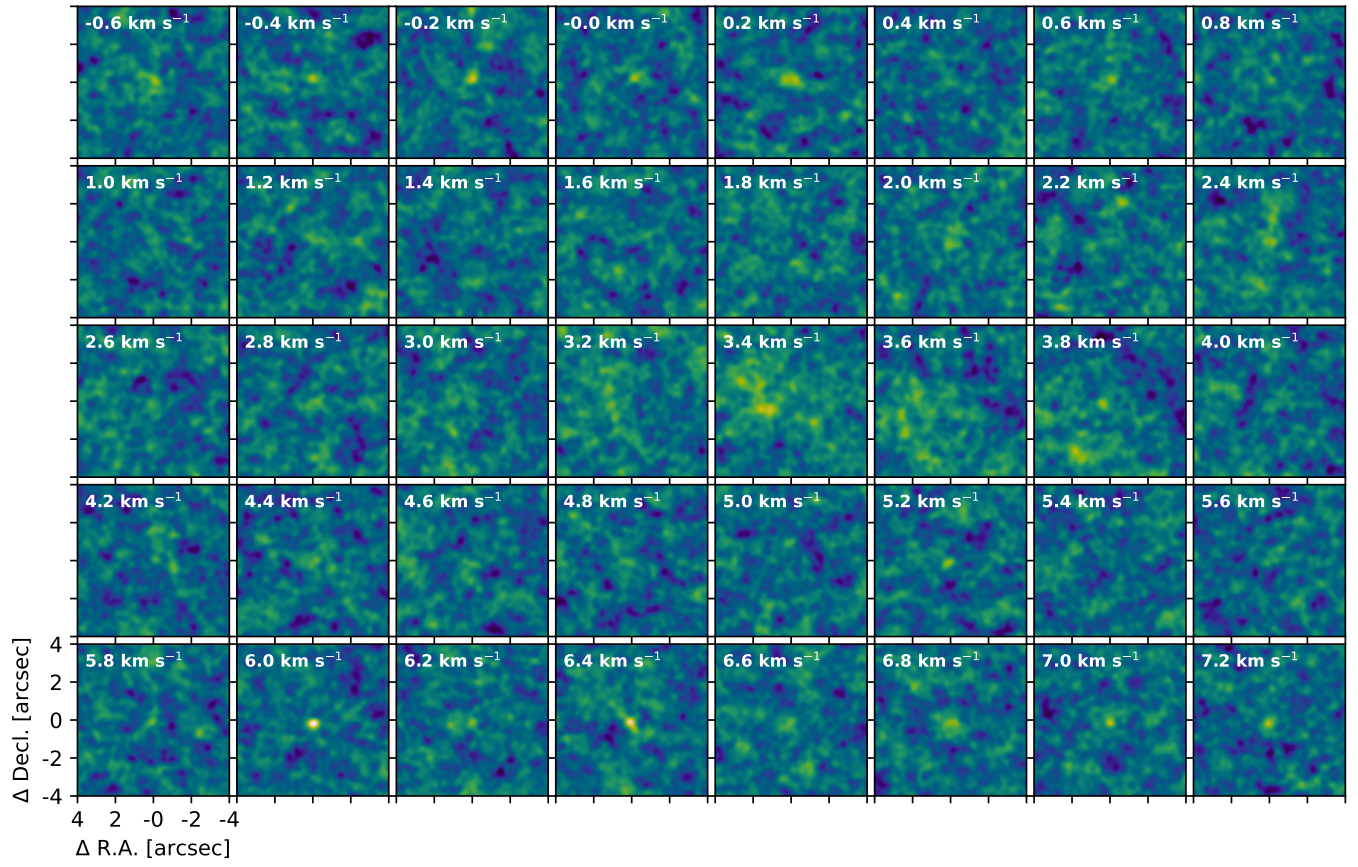 -0.6 km s⁻¹ -0.4 km s⁻¹ -0.2 km s⁻¹ -0.0 km s⁻¹ 0.2 km s⁻¹ 0.4 km s⁻¹ 0.6 km s⁻¹ 0.8 km s⁻¹
1.0 km s⁻¹ 1.2 km s⁻¹ 1.4 km s⁻¹ 1.6 km s⁻¹ 1.8 km s⁻¹ 2.0 km s⁻¹ 2.2 km s⁻¹ 2.4 km s⁻¹
2.6 km s⁻¹ 2.8 km s⁻¹ 3.0 km s⁻¹ 3.2 km s⁻¹ 3.4 km s⁻¹ 3.6 km s⁻¹ 3.8 km s⁻¹ 4.0 km s⁻¹
4.2 km s⁻¹ 4.4 km s⁻¹ 4.6 km s⁻¹ 4.8 km s⁻¹ 5.0 km s⁻¹ 5.2 km s⁻¹ 5.4 km s⁻¹ 5.6 km s⁻¹
5.8 km s⁻¹ 6.0 km s⁻¹ 6.2 km s⁻¹ 6.4 km s⁻¹ 6.6 km s⁻¹ 6.8 km s⁻¹ 7.0 km s⁻¹ 7.2 km s⁻¹
Δ Decl. [arcsec]
4
2
0
-2
-4
4 2 -0 -2 -4
Δ R.A. [arcsec]